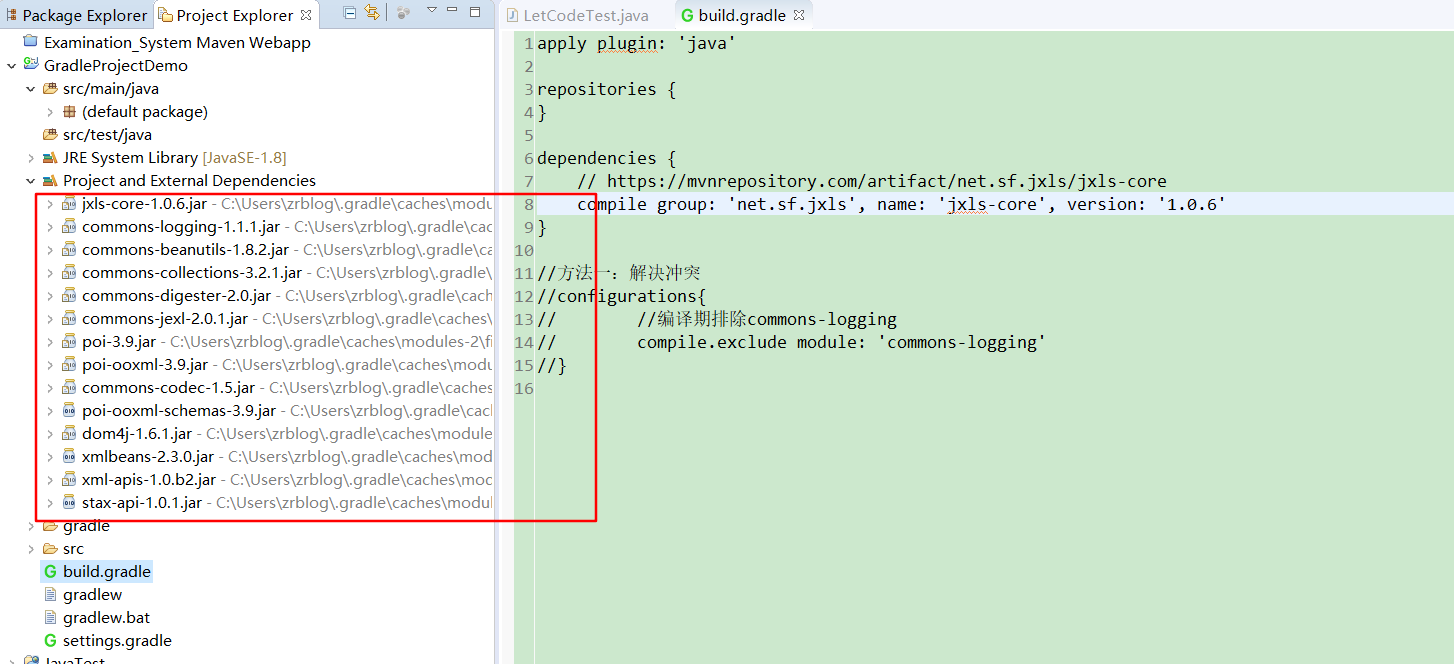 Package Explorer
Project Explorer
LetCodeTest.java
build.gradle
Examination_System Maven Webapp
GradleProjectDemo
src/main/java
(default package)
src/test/java
JRE System Library [JavaSE-1.8]
Project and External Dependencies
jxls-core-1.0.6.jar - C:\Users\zrblog\.gradle\caches\modu
commons-logging-1.1.1.jar - C:\Users\zrblog\.gradle\cac
commons-beanutils-1.8.2.jar - C:\Users\zrblog\.gradle\ca
commons-collections-3.2.1.jar - C:\Users\zrblog\.gradle\
commons-digester-2.0.jar - C:\Users\zrblog\.gradle\cach
commons-jexl-2.0.1.jar - C:\Users\zrblog\.gradle\caches\
poi-3.9.jar - C:\Users\zrblog\.gradle\caches\modules-2\fi
poi-ooxml-3.9.jar - C:\Users\zrblog\.gradle\caches\modu
commons-codec-1.5.jar - C:\Users\zrblog\.gradle\caches
poi-ooxml-schemas-3.9.jar - C:\Users\zrblog\.gradle\cacl
dom4j-1.6.1.jar - C:\Users\zrblog\.gradle\caches\module
xmlbeans-2.3.0.jar - C:\Users\zrblog\.gradle\caches\mod
xml-apis-1.0.b2.jar - C:\Users\zrblog\.gradle\caches\moc
stax-api-1.0.1.jar - C:\Users\zrblog\.gradle\caches\modul
gradle
src
build.gradle
gradlew
gradlew.bat
settings.gradle
JavaTest
1 apply plugin: 'java'
2
3 repositories {
4 }
5
6 dependencies {
7 // https://mvnrepository.com/artifact/net.sf.jxls/jxls-core
8 compile group: 'net.sf.jxls', name: 'jxls-core', version: '1.0.6'
9 }
10
11 //方法一：解决冲突
12 //configurations{
13 // //编译期排除commons-logging
14 // compile.exclude module: 'commons-logging'
15 //}
16